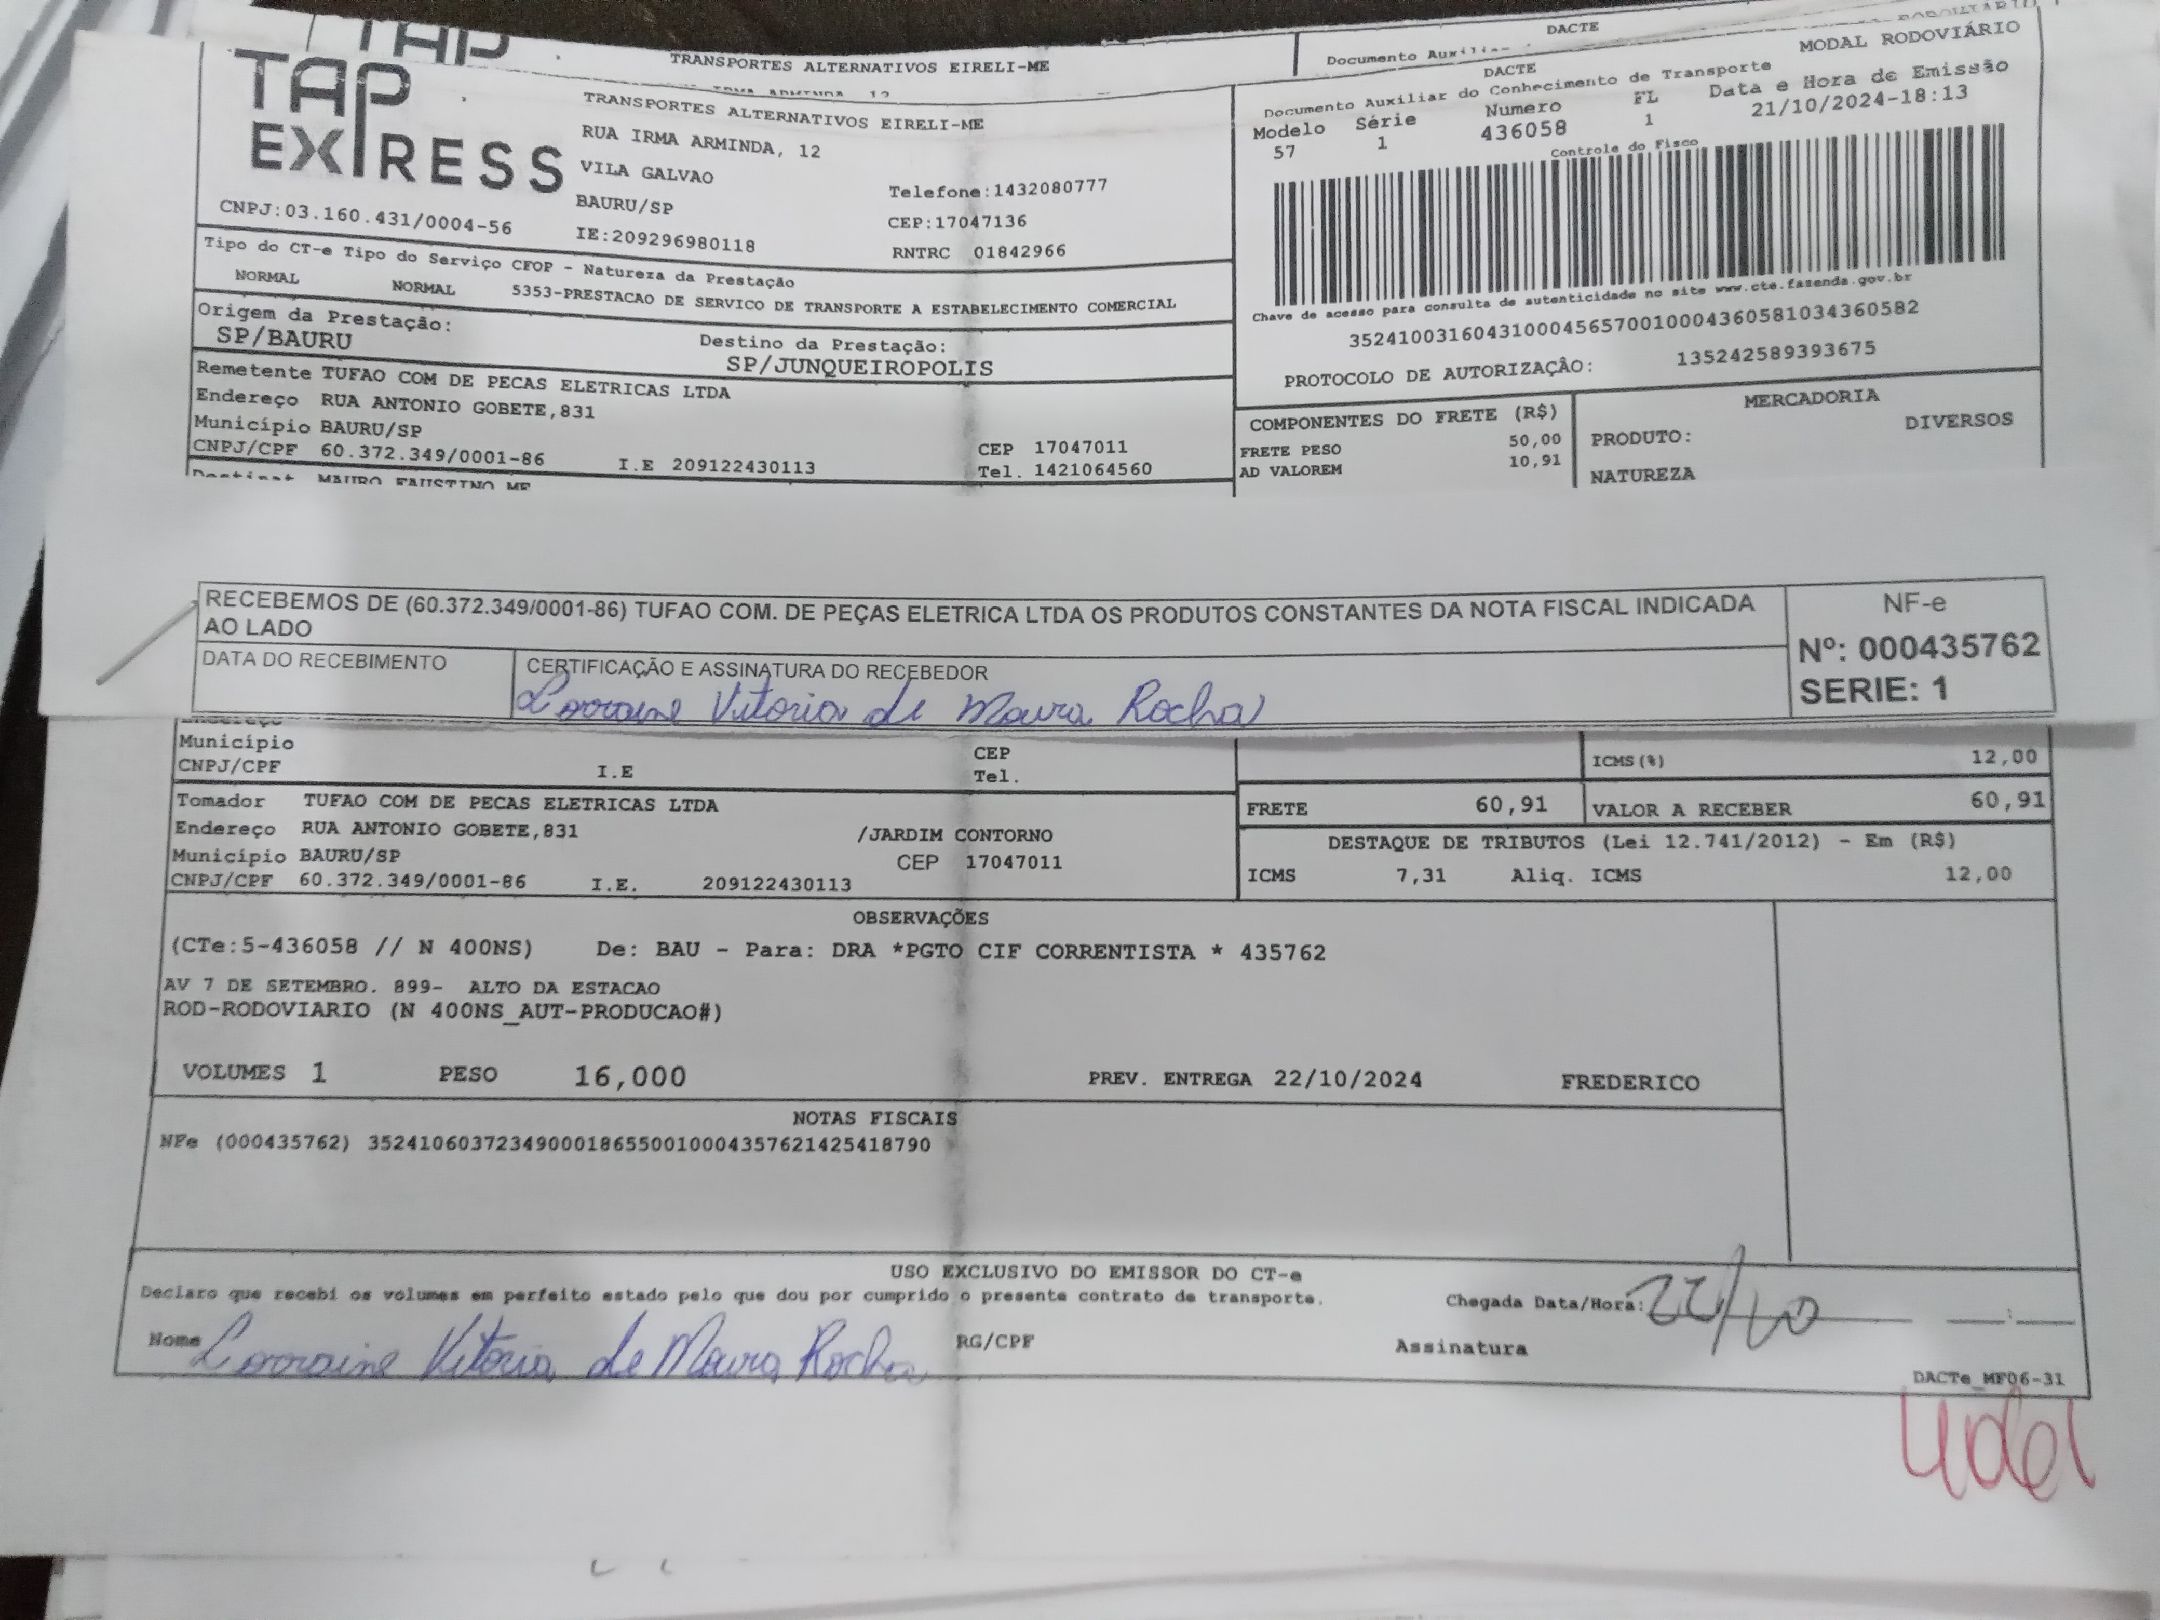 TAP
TRANSPORTES ALTERNATIVOS EIRELI-ME
DACTE
Documento
TAP
EXPRESS
CNPJ:03.160.431/0004-56
TRANSPORTES ALTERNATIVOS EIRELI-ME
RUA IRMA ARMINDA, 12
VILA GALVAO
BAURU/SP
IE:209296980118
Telefone:1432080777
CEP:17047136
RNTRC 01842966
DACTE
MODAL RODOVIÁRIO
Documento Auxiliar do Conhecimento de Transporte
Modelo Série Numero FL Data e Hora de Emissão
57 1 436058 1 21/10/2024-18:13
Controle do Fisco
Chave de acesso para consulta de autenticidade no site www.cte.fazenda.gov.br
35241003160431000456570010004360581034360582
PROTOCOLO DE AUTORIZAÇÂO: 135242589393675
Tipo do CT-e Tipo do Serviço CFOP - Natureza da Prestação
NORMAL NORMAL 5353-PRESTACAO DE SERVICO DE TRANSPORTE A ESTABELECIMENTO COMERCIAL
Origem da Prestação:
SP/BAURU
Destino da Prestação:
SP/JUNQUEIROPOLIS
Remetente TUFAO COM DE PECAS ELETRICAS LTDA
Endereço RUA ANTONIO GOBETE,831
Município BAURU/SP
CEP 17047011
CNPJ/CPF 60.372.349/0001-86 I.E 209122430113 Tel. 1421064560
MAURO FAUSTINO ME
COMPONENTES DO FRETE (R$)
FRETE PESO 50,00
AD VALOREM 10,91
MERCADORIA
PRODUTO: DIVERSOS
NATUREZA
RECEBEMOS DE (60.372.349/0001-86) TUFAO COM. DE PEÇAS ELETRICA LTDA OS PRODUTOS CONSTANTES DA NOTA FISCAL INDICADA
AO LADO
DATA DO RECEBIMENTO
CERTIFICAÇÃO E ASSINATURA DO RECEBEDOR
Lorraine Vitoria de Moura Rocha
NF-e
Nº: 000435762
SERIE: 1
Município CEP
CNPJ/CPF I.E Tel.
ICMS(%) 12,00
Tomador TUFAO COM DE PECAS ELETRICAS LTDA
Endereço RUA ANTONIO GOBETE,831 /JARDIM CONTORNO
Município BAURU/SP CEP 17047011
CNPJ/CPF 60.372.349/0001-86 I.E. 209122430113
FRETE 60,91 VALOR A RECEBER 60,91
DESTAQUE DE TRIBUTOS (Lei 12.741/2012) - Em (R$)
ICMS 7,31 Aliq. ICMS 12,00
OBSERVAÇÕES
(CTe:5-436058 // N 400NS) De: BAU - Para: DRA *PGTO CIF CORRENTISTA * 435762
AV 7 DE SETEMBRO. 899- ALTO DA ESTACAO
ROD-RODOVIARIO (N 400NS_AUT-PRODUCAO#)
VOLUMES 1 PESO 16,000 PREV. ENTREGA 22/10/2024 FREDERICO
NOTAS FISCAIS
NFe (000435762) 35241060372349000186550010004357621425418790
USO EXCLUSIVO DO EMISSOR DO CT-e
Declaro que recebi os volumes em perfeito estado pelo que dou por cumprido o presente contrato de transporte.
Chegada Data/Hora: 22/10 :
Nome Lorraine Vitoria de Moura Rocha RG/CPF Assinatura
DACTe_MF06-31